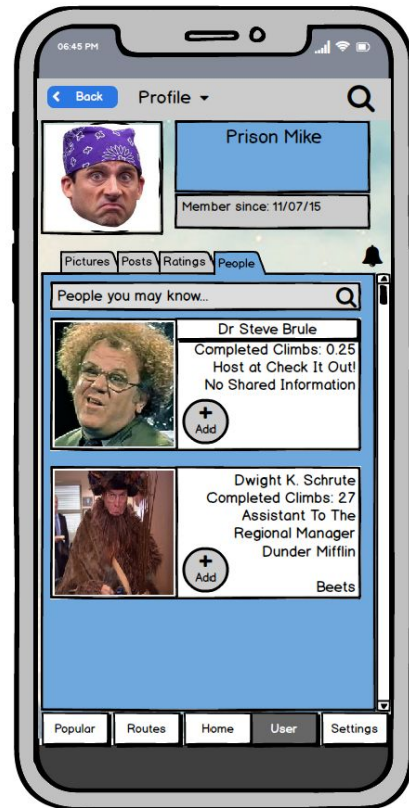 06:45 PM
Back
Profile
Prison Mike
Member since: 11/07/15
Pictures
Posts
Ratings
People
People you may know...
Dr Steve Brule
Completed Climbs: 0.25
Host at Check It Out!
No Shared Information
+
Add
Dwight K. Schrute
Completed Climbs: 27
Assistant To The
Regional Manager
Dunder Mifflin
+
Add
Beets
Popular
Routes
Home
User
Settings